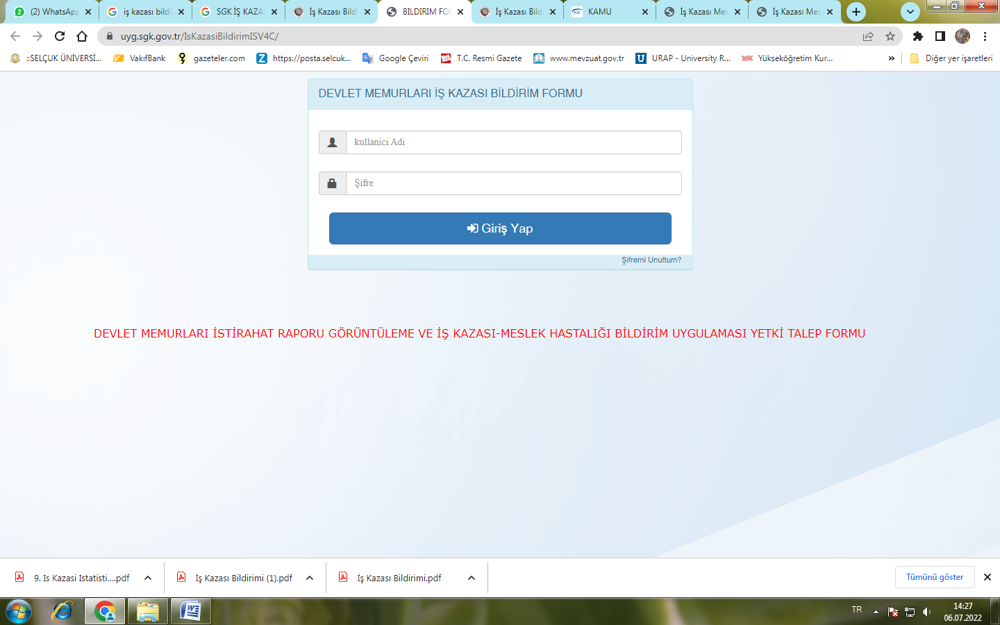 (2) WhatsApp
iş kazası bildi
SGK İŞ KAZAS
İş Kazası Bildi
BILDIRIM FO
İş Kazası Bildi
KAMU
İş Kazası Mes
İş Kazası Mes
uyg.sgk.gov.tr/IsKazasiBildirimISV4C/
::SELÇUK ÜNİVERSİ...
VakıfBank
gazeteler.com
https://posta.selcuk...
Google Çeviri
T.C. Resmi Gazete
www.mevzuat.gov.tr
URAP - University R...
Yükseköğretim Kur...
»
Diğer yer işaretleri
DEVLET MEMURLARI İŞ KAZASI BİLDİRİM FORMU
kullanici Adi
Şifre
Giriş Yap
Şifremi Unuttum?
DEVLET MEMURLARI İSTİRAHAT RAPORU GÖRÜNTÜLEME VE İŞ KAZASI-MESLEK HASTALIĞI BİLDİRİM UYGULAMASI YETKİ TALEP FORMU
9. Is Kazasi Istatisti....pdf
İş Kazası Bildirimi (1).pdf
İş Kazası Bildirimi.pdf
Tümünü göster
TR
14:27
06.07.2022